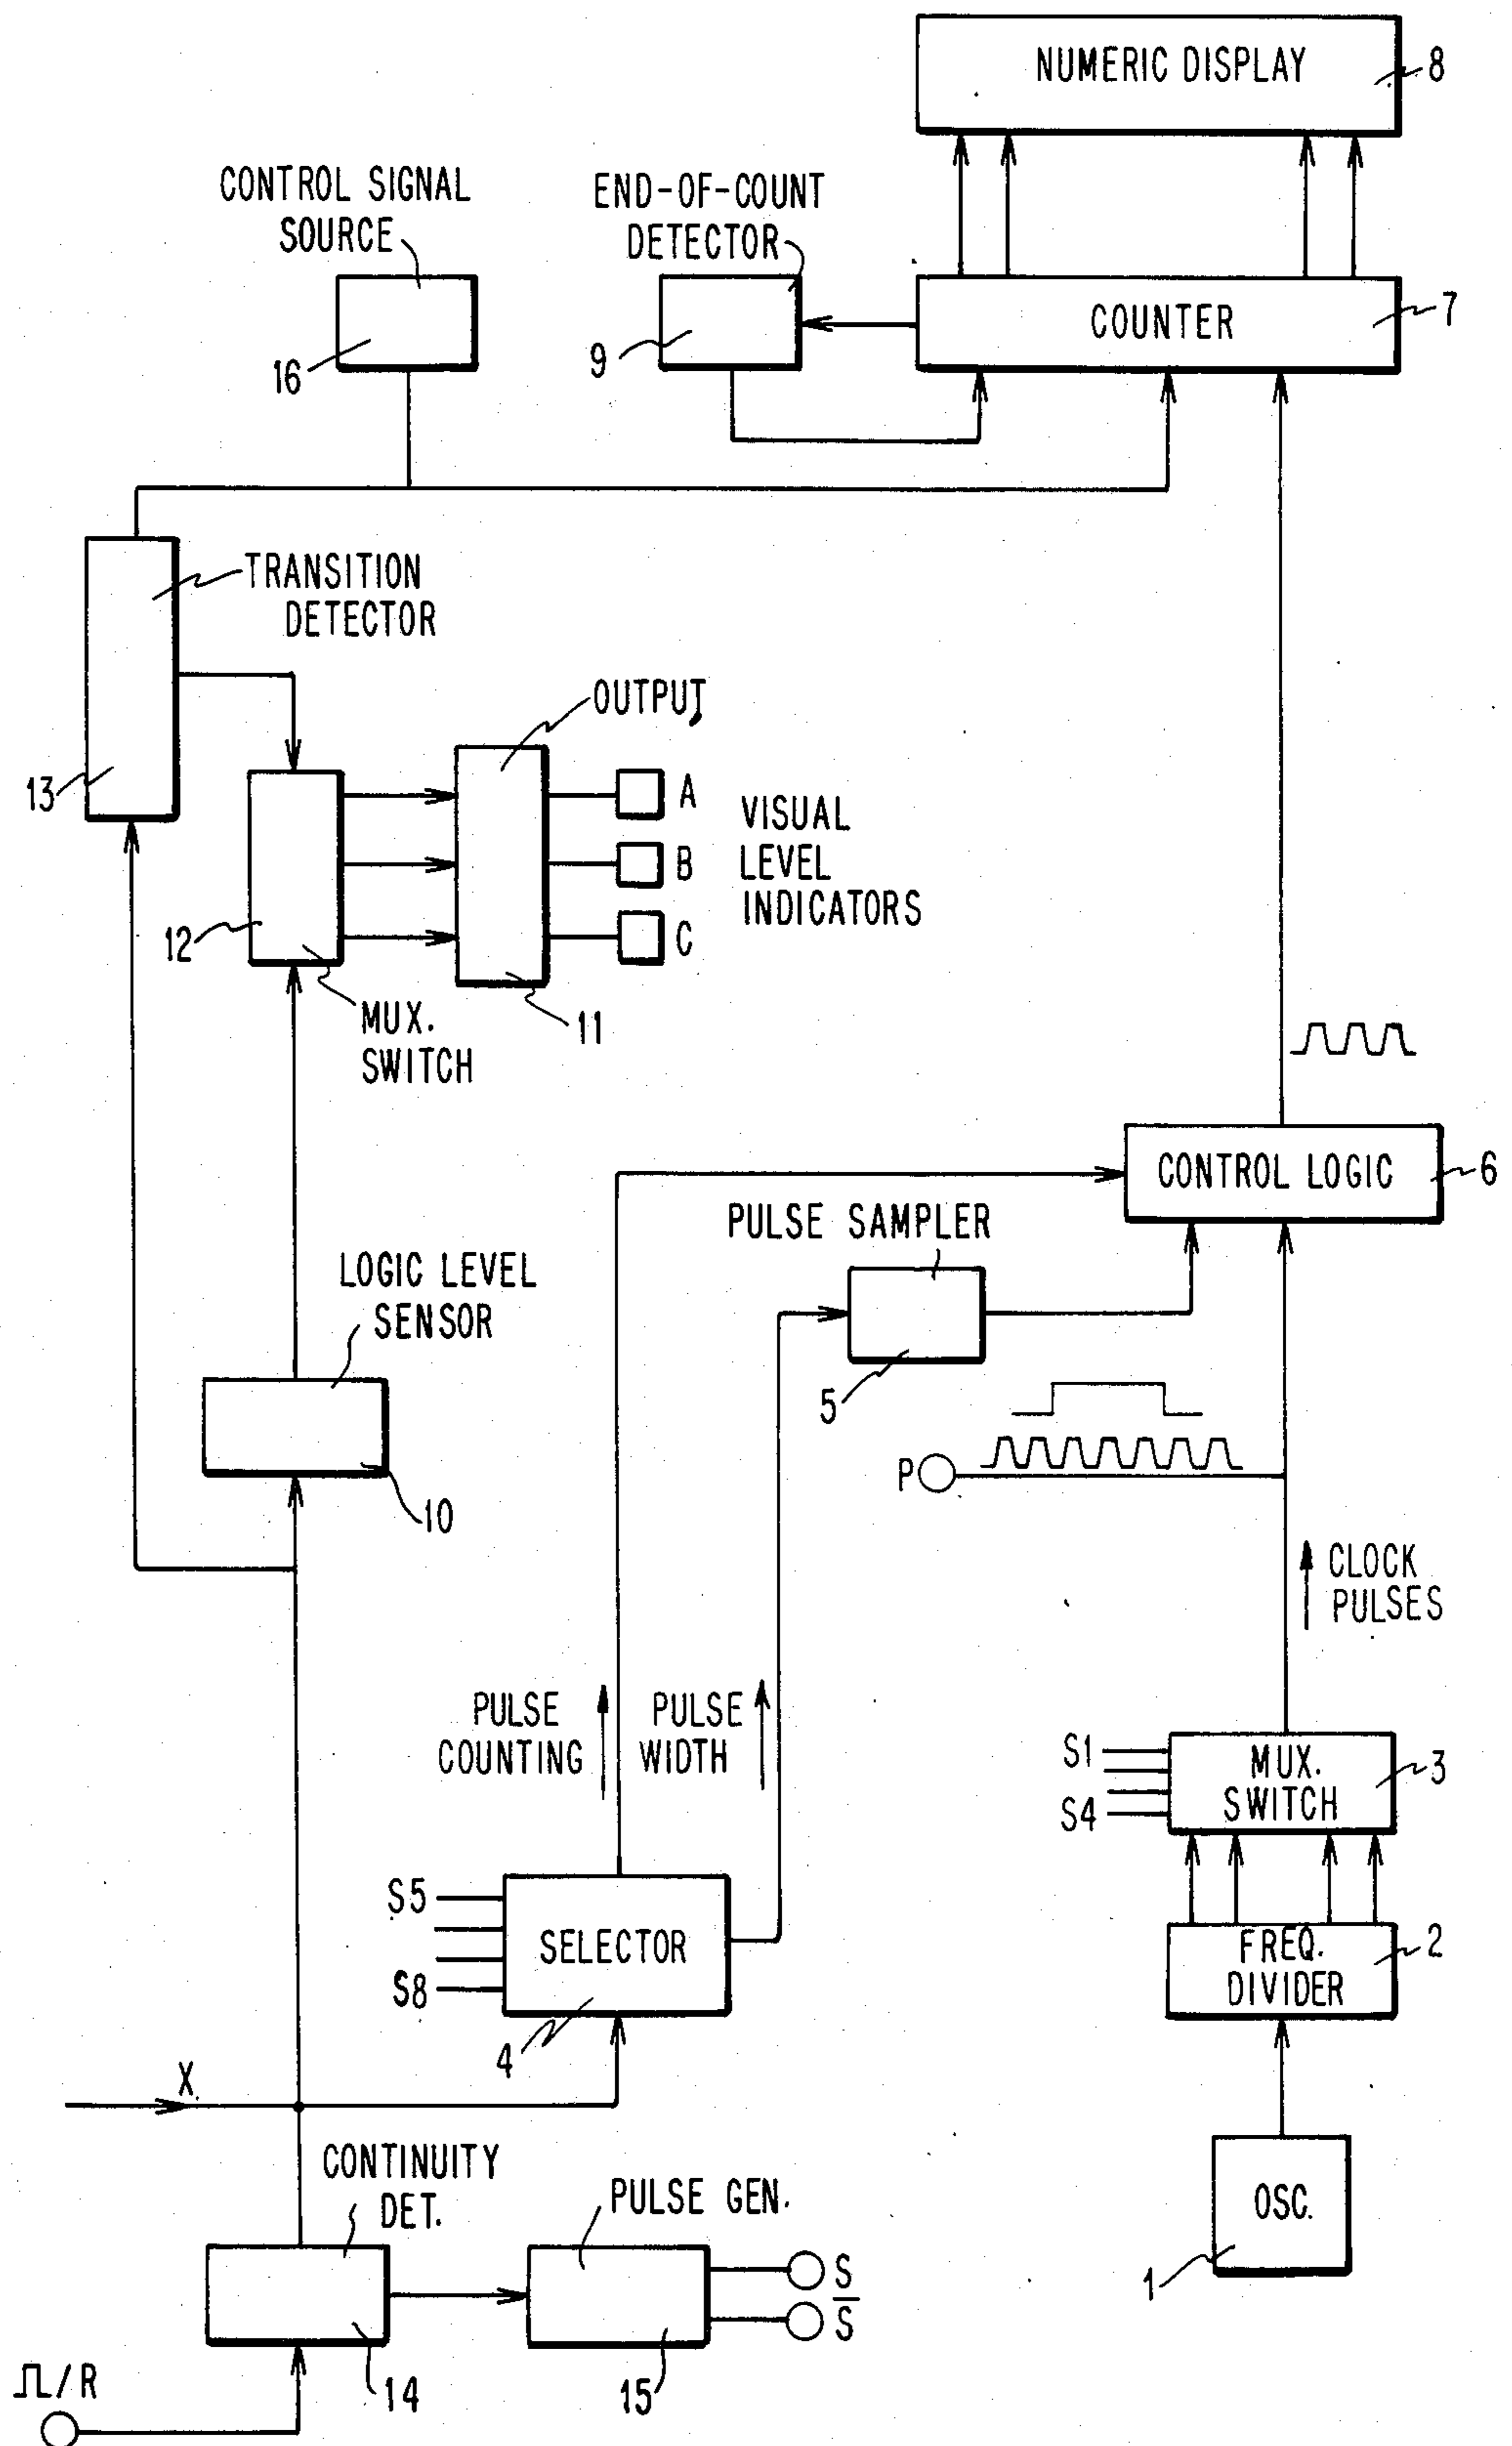 NUMERIC DISPLAY
8
CONTROL SIGNAL
SOURCE
END-OF-COUNT
DETECTOR
16
9
COUNTER
7
TRANSITION
DETECTOR
13
OUTPUT
A
B
C
VISUAL
LEVEL
INDICATORS
12
11
MUX.
SWITCH
CONTROL LOGIC
6
PULSE SAMPLER
LOGIC LEVEL
SENSOR
5
P
10
CLOCK
PULSES
PULSE
COUNTING
PULSE
WIDTH
S1
S4
MUX.
SWITCH
3
S5
S8
SELECTOR
4
FREQ.
DIVIDER
2
X
CONTINUITY
DET.
PULSE GEN.
S
S̅
OSC.
1
14
15
/R